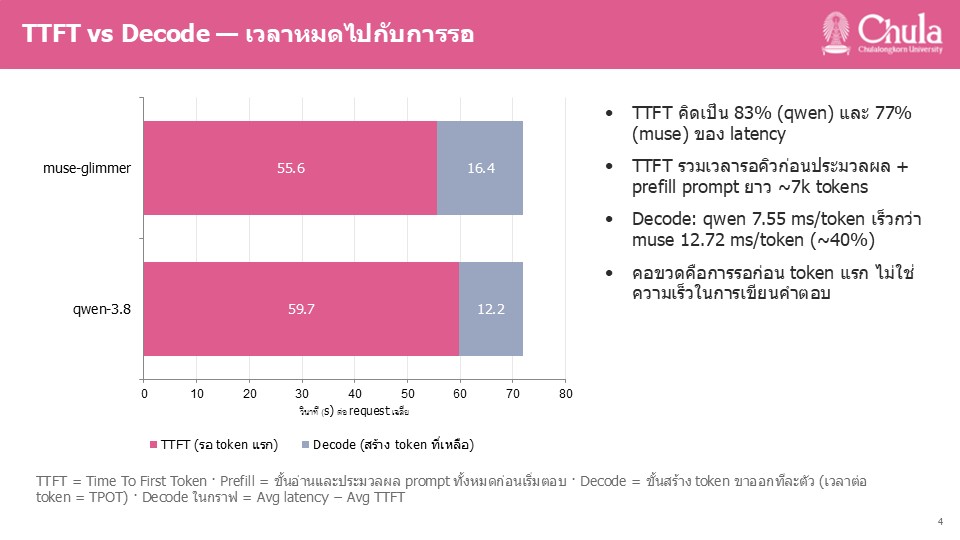 TTFT vs Decode — เวลาหมดไปกับการรอ
Chula
Chulalongkorn University
muse-glimmer
55.6
16.4
qwen-3.8
59.7
12.2
0 10 20 30 40 50 60 70 80
วินาที (s) ต่อ request เฉลี่ย
TTFT (รอ token แรก) Decode (สร้าง token ที่เหลือ)
• TTFT คิดเป็น 83% (qwen) และ 77%
(muse) ของ latency
• TTFT รวมเวลารอคิวก่อนประมวลผล +
prefill prompt ยาว ~7k tokens
• Decode: qwen 7.55 ms/token เร็วกว่า
muse 12.72 ms/token (~40%)
• คอขวดคือการรอก่อน token แรก ไม่ใช่
ความเร็วในการเขียนคำตอบ
TTFT = Time To First Token · Prefill = ขั้นอ่านและประมวลผล prompt ทั้งหมดก่อนเริ่มตอบ · Decode = ขั้นสร้าง token ขาออกทีละตัว (เวลาต่อ
token = TPOT) · Decode ในกราฟ = Avg latency − Avg TTFT
4